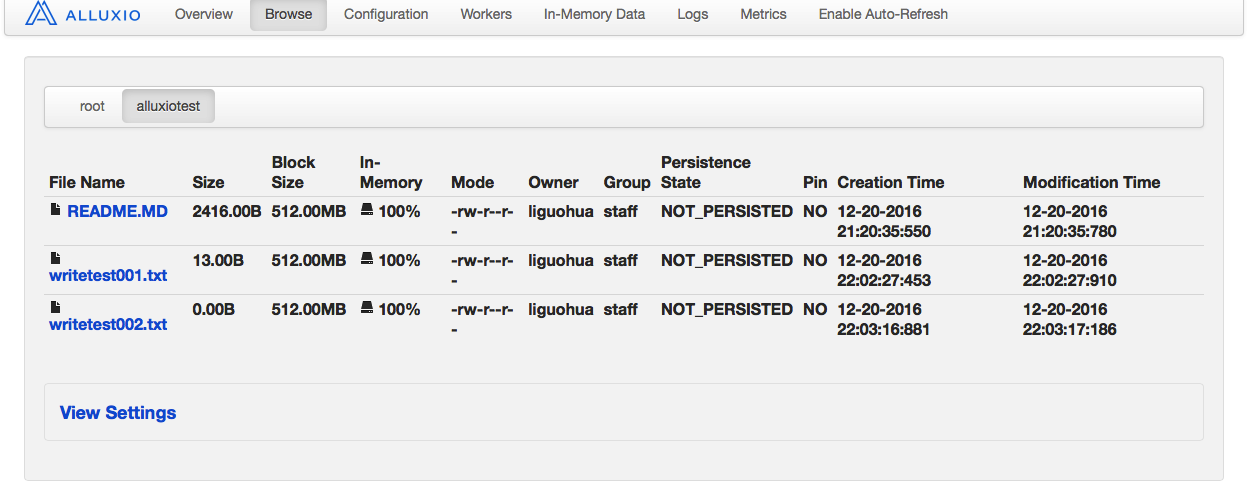 ALLUXIO Overview Browse Configuration Workers In-Memory Data Logs Metrics Enable Auto-Refresh
root alluxiotest
Block In- Persistence
File Name Size Size Memory Mode Owner Group State Pin Creation Time Modification Time
README.MD 2416.00B 512.00MB 100% -rw-r--r- liguohua staff NOT_PERSISTED NO 12-20-2016 12-20-2016
- 21:20:35:550 21:20:35:780
13.00B 512.00MB 100% -rw-r--r- liguohua staff NOT_PERSISTED NO 12-20-2016 12-20-2016
writetest001.txt - 22:02:27:453 22:02:27:910
0.00B 512.00MB 100% -rw-r--r- liguohua staff NOT_PERSISTED NO 12-20-2016 12-20-2016
writetest002.txt - 22:03:16:881 22:03:17:186
View Settings